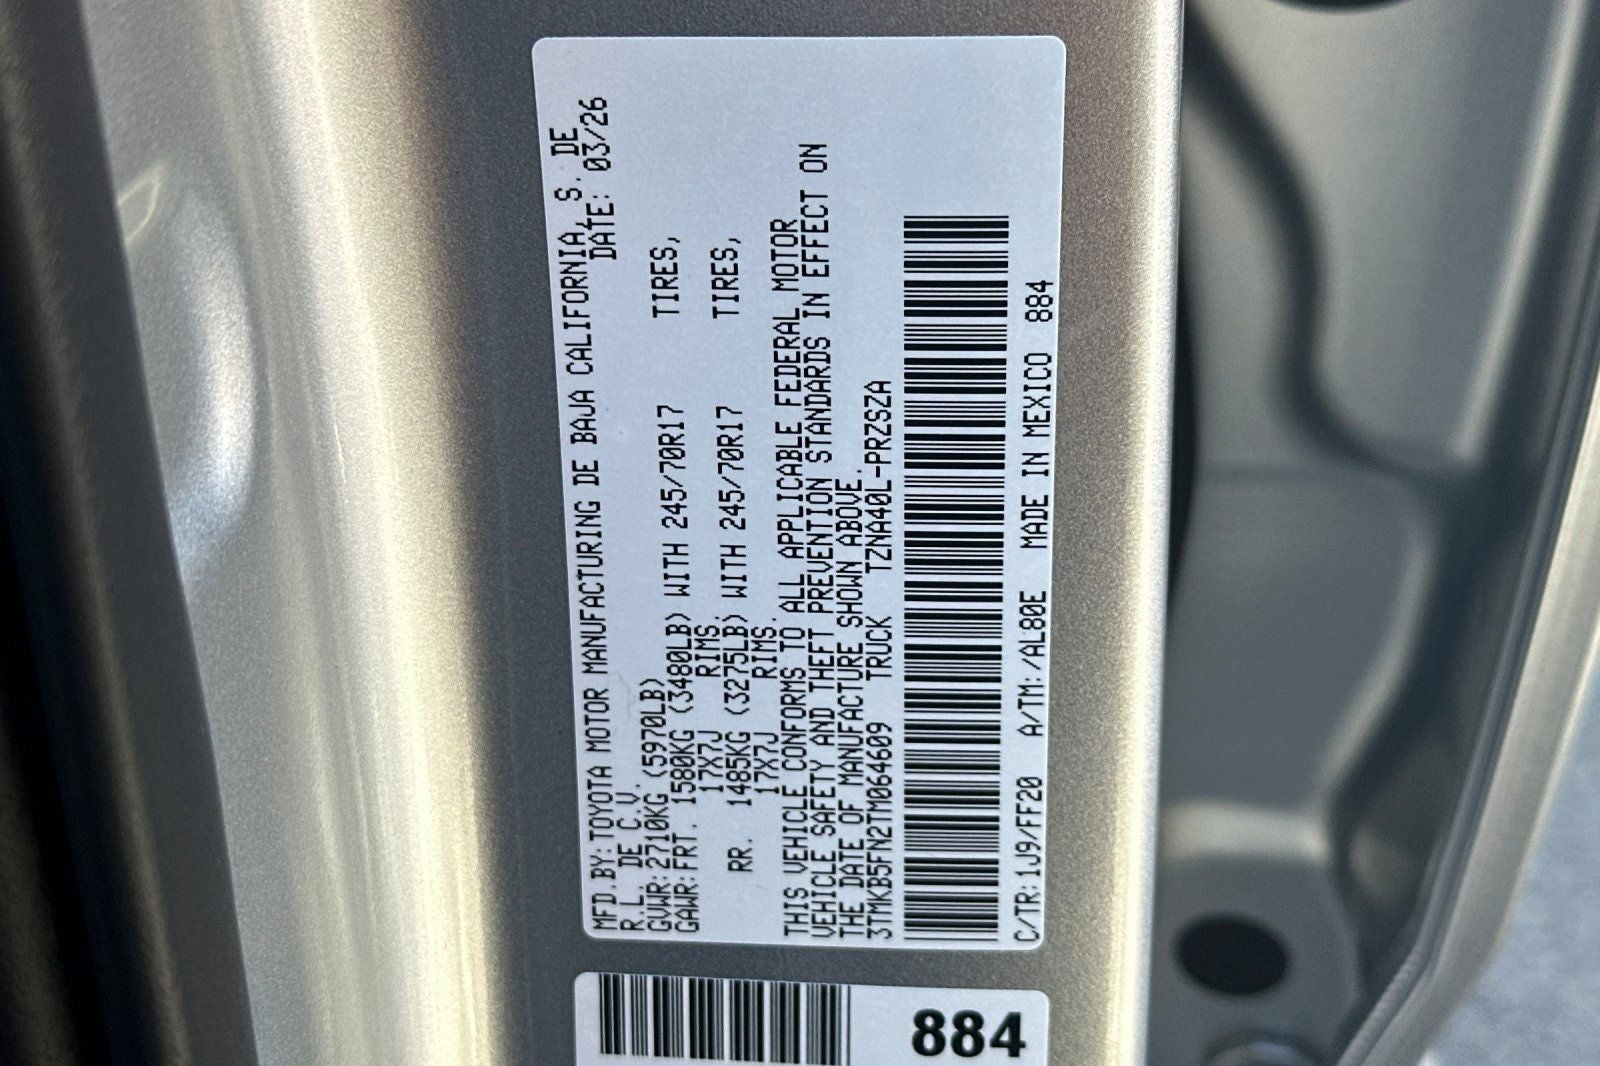 MFD.BY:TOYOTA MOTOR MANUFACTURING DE BAJA CALIFORNIA, S. DE
R.L. DE C.V. DATE: 03/26
GVWR:2710KG (5970LB)
GAWR:FRT. 1580KG (3480LB) WITH 245/70R17 TIRES,
17X7J RIMS.
RR. 1485KG (3275LB) WITH 245/70R17 TIRES,
17X7J RIMS.
THIS VEHICLE CONFORMS TO ALL APPLICABLE FEDERAL MOTOR
VEHICLE SAFETY AND THEFT PREVENTION STANDARDS IN EFFECT ON
THE DATE OF MANUFACTURE SHOWN ABOVE.
3TMKB5FN2TM064609 TRUCK TZNA40L-PRZSZA
C/TR:1J9/FF20 A/TM:/AL80E MADE IN MEXICO 884
884